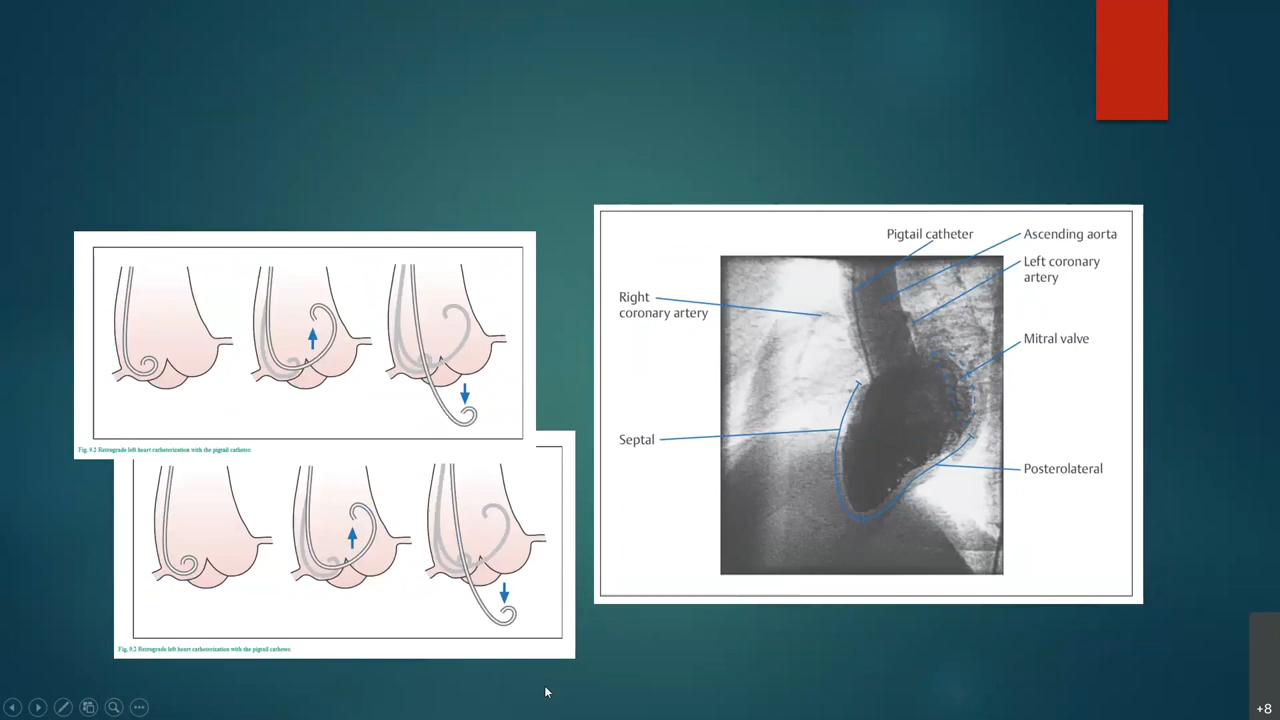 Fig. 9.2 Retrograde left heart catheterization with the pigtail catheter.
Fig. 9.2 Retrograde left heart catheterization with the pigtail catheter.
Pigtail catheter
Ascending aorta
Left coronary
artery
Right
coronary artery
Mitral valve
Septal
Posterolateral
+8